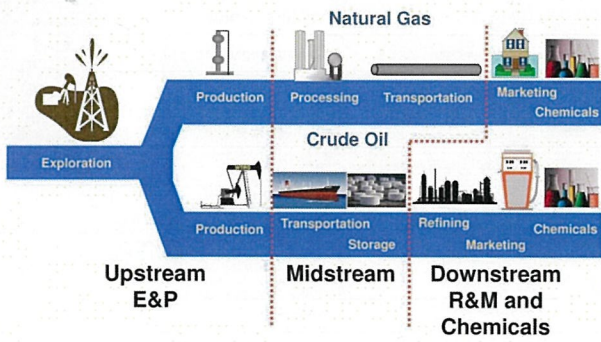 Natural Gas
Production
Processing
Transportation
Marketing
Chemicals
Exploration
Crude Oil
Production
Transportation
Storage
Refining
Marketing
Chemicals
Upstream
E&P
Midstream
Downstream
R&M and
Chemicals